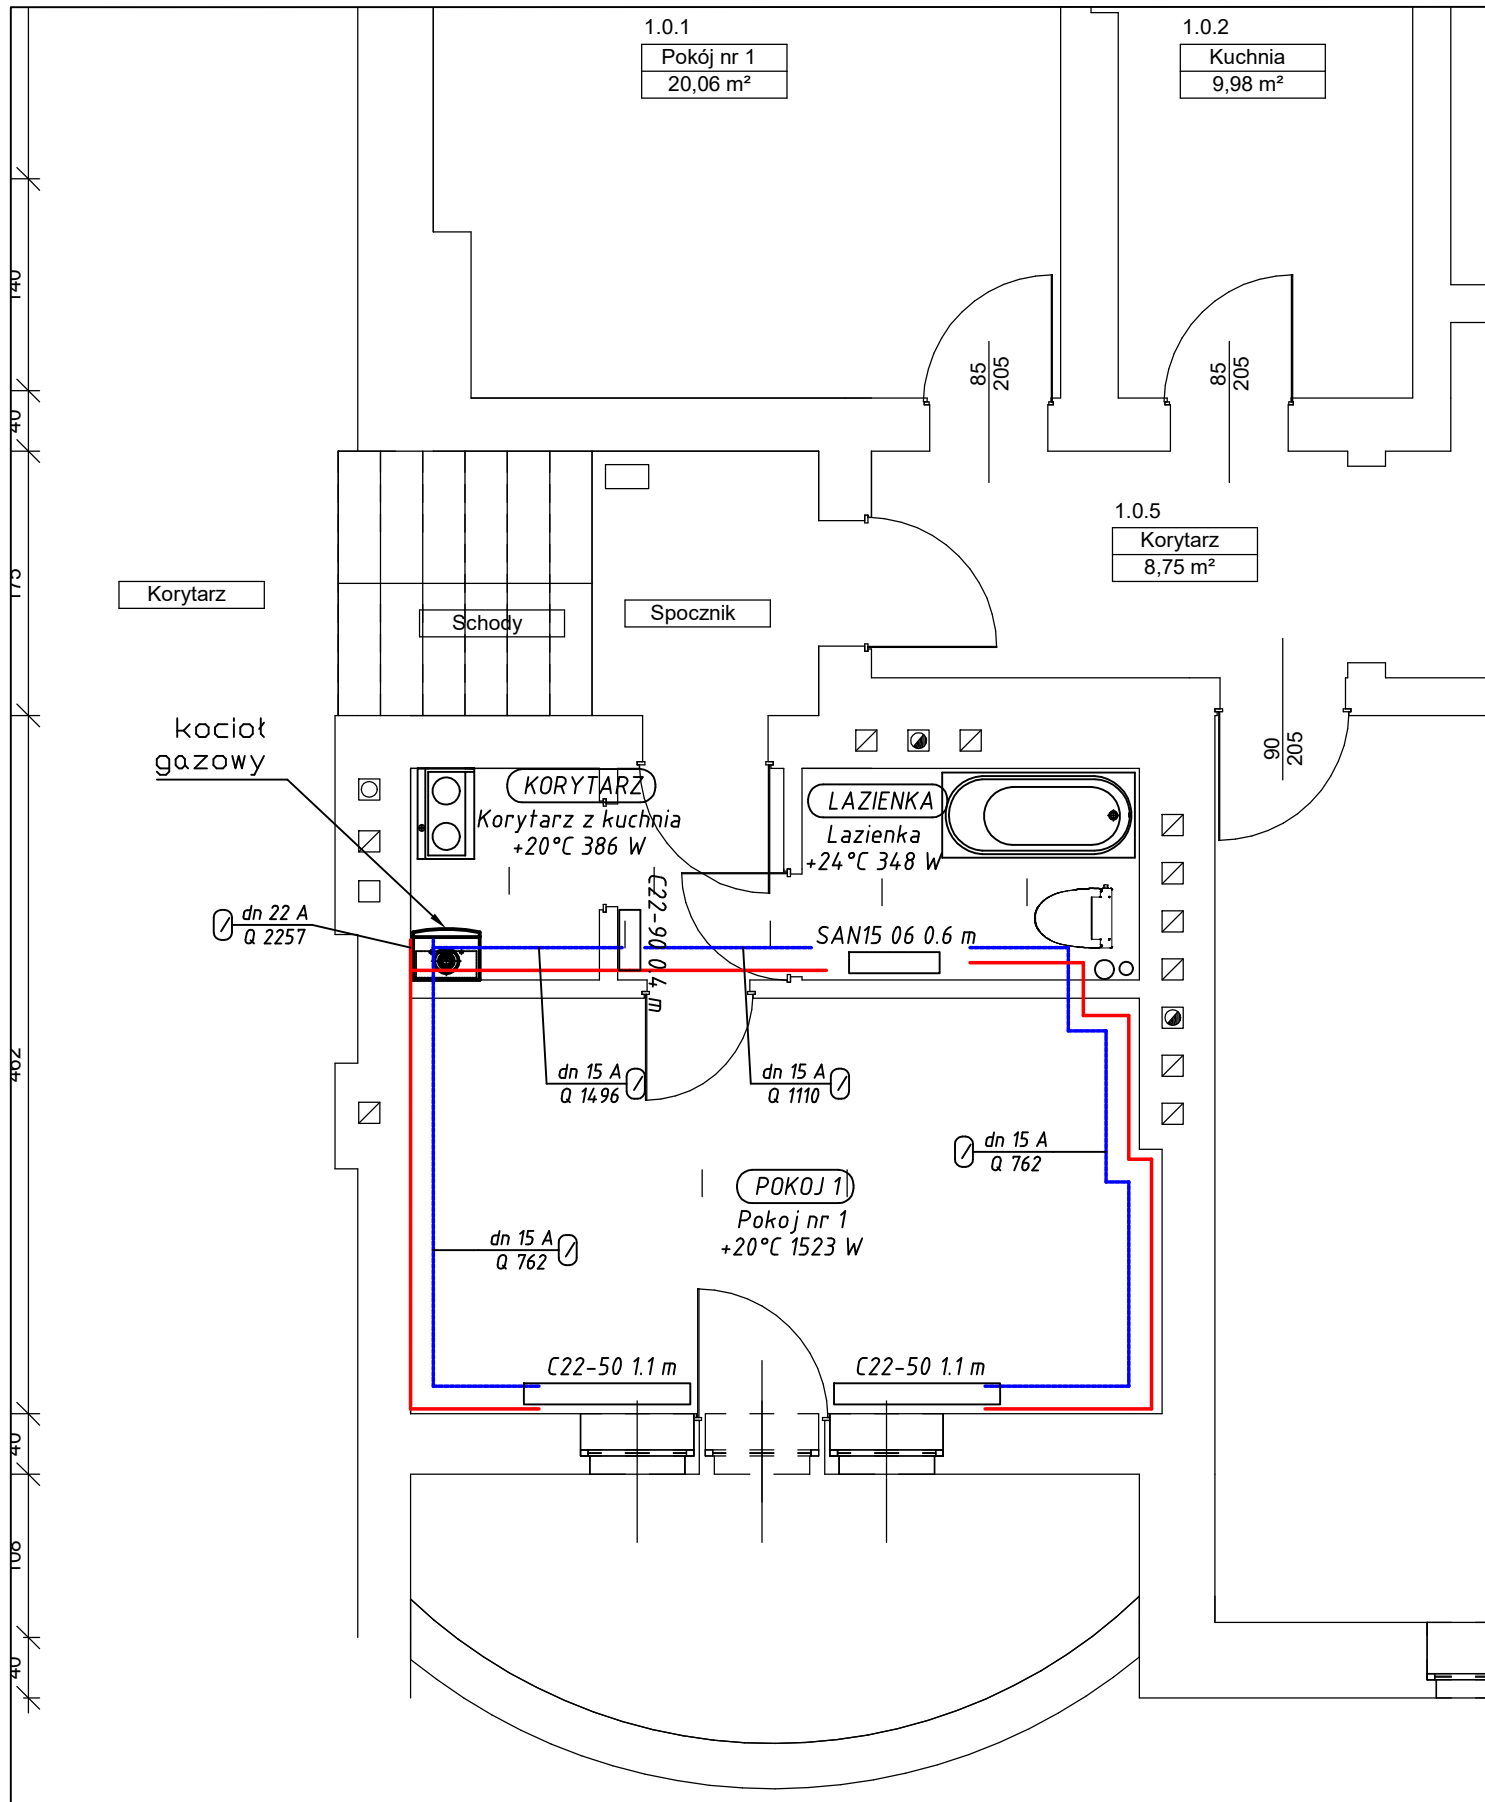 1.0.1
Pokój nr 1
20,06 m²
1.0.2
Kuchnia
9,98 m²
140
85
205
85
205
40
1.0.5
Korytarz
8,75 m²
175
Korytarz
Schody
Spocznik
kocioł
gazowy
90
205
KORYTARZ
Korytarz z kuchnia
+20°C 386 W
LAZIENKA
Lazienka
+24°C 348 W
dn 22 A
Q 2257
C22-90 0,4 m
SAN15 06 0.6 m
462
dn 15 A
Q 1496
dn 15 A
Q 1110
dn 15 A
Q 762
POKOJ 1
Pokoj nr 1
+20°C 1523 W
dn 15 A
Q 762
C22-50 1.1 m
C22-50 1.1 m
40
108
40